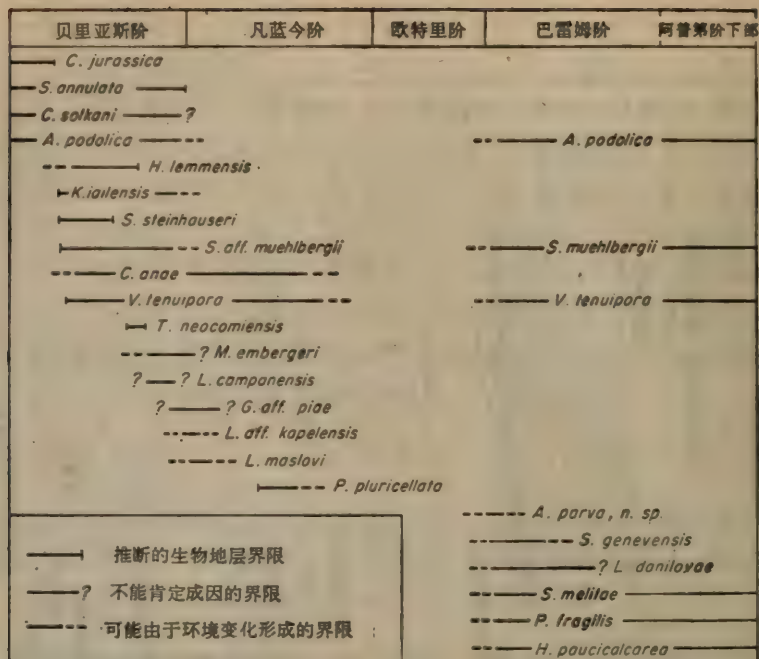 贝里亚斯阶 凡蓝今阶 欧特里阶 巴雷姆阶 阿普第阶下部
C. jurassica
S. annulata
C. solkani ?
A. podolica A. podolica
H. lemmensis
K. iailensis
S. steinhauseri
S. aff. muehlbergii S. muehlbergii
C. anae
V. tenuipora V. tenuipora
T. neocomiensis
? M. embergeri
? ? L. campanensis
? ? G. aff. piae
L. aff. kapelensis
L. maslovi
P. pluricellata
A. parva, n. sp.
S. genevensis
? L. danilovae
S. melitae
P. fragilis
H. paucicalcarea
推断的生物地层界限
? 不能肯定成因的界限
可能由于环境变化形成的界限